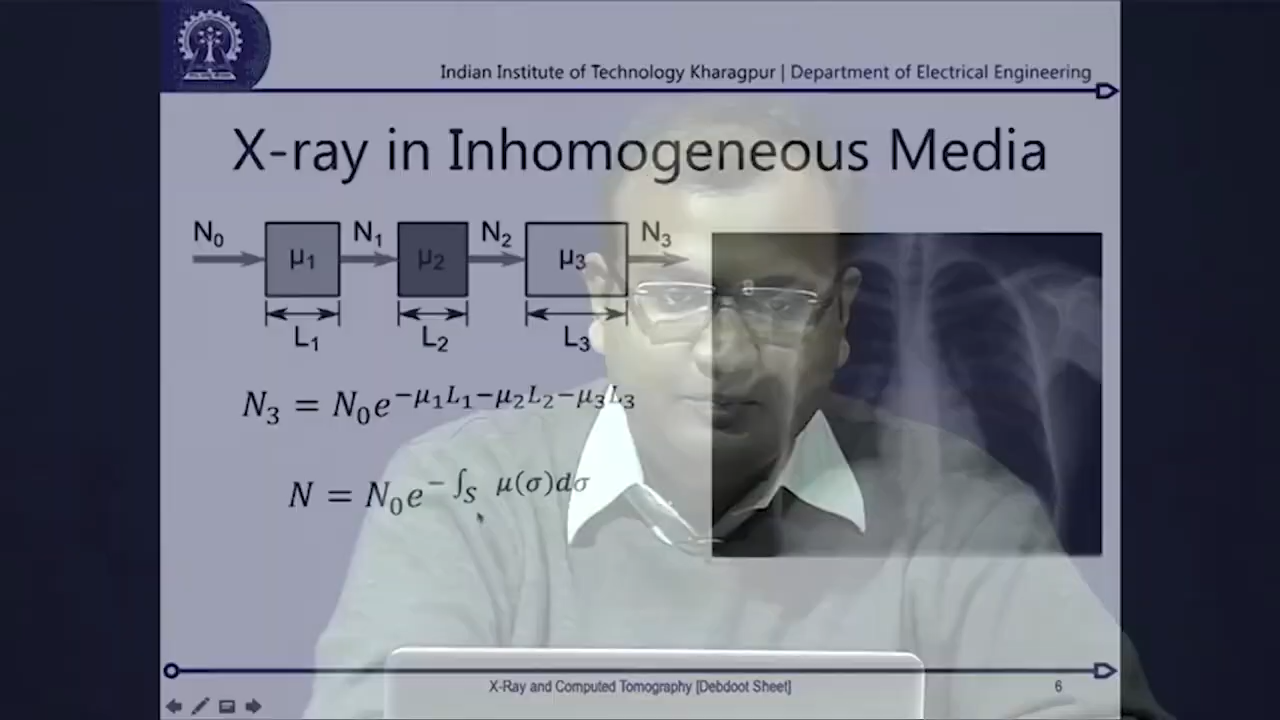 Indian Institute of Technology Kharagpur | Department of Electrical Engineering
X-ray in Inhomogeneous Media
N₀ μ₁ N₁ μ₂ N₂ μ₃ N₃
L₁ L₂ L₃
N₃ = N₀e^{−μ₁L₁−μ₂L₂−μ₃L₃}
N = N₀e^{−∫_S μ(σ)dσ}
X-Ray and Computed Tomography [Debdoot Sheet] 6